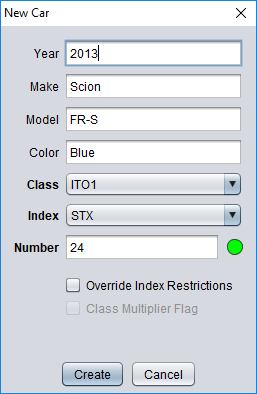 New Car
Year 2013
Make Scion
Model FR-S
Color Blue
Class ITO1
Index STX
Number 24
Override Index Restrictions
Class Multiplier Flag
Create Cancel